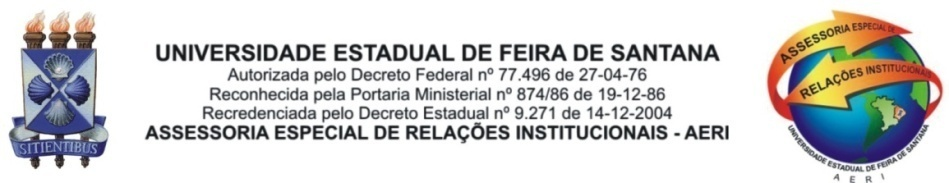 SITIENTIBUS
UNIVERSIDADE ESTADUAL DE FEIRA DE SANTANA
Autorizada pelo Decreto Federal nº 77.496 de 27-04-76
Reconhecida pela Portaria Ministerial nº 874/86 de 19-12-86
Recredenciada pelo Decreto Estadual nº 9.271 de 14-12-2004
ASSESSORIA ESPECIAL DE RELAÇÕES INSTITUCIONAIS - AERI
ASSESSORIA ESPECIAL DE
RELAÇÕES INSTITUCIONAIS
UNIVERSIDADE ESTADUAL DE FEIRA DE SANTANA
A E R I